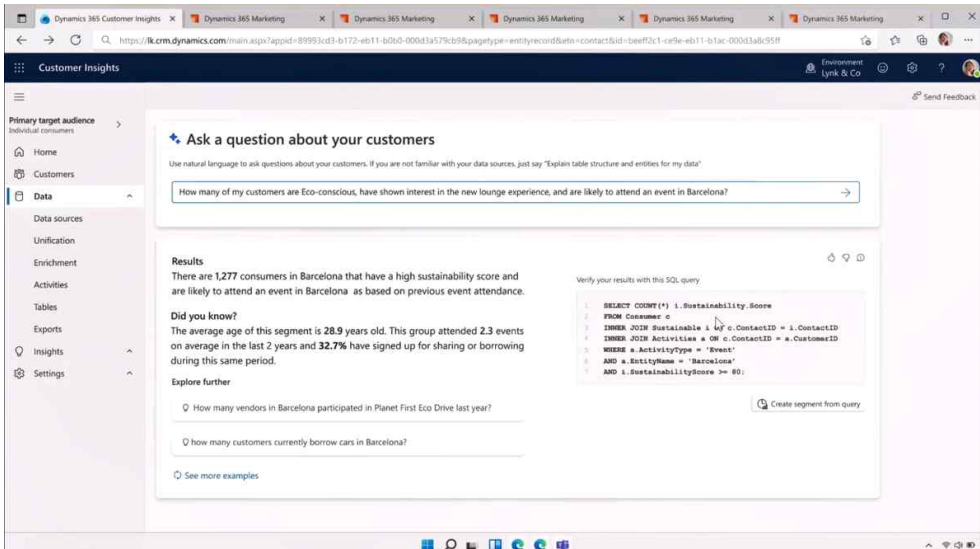 Dynamics 365 Customer Insights
Dynamics 365 Marketing
Dynamics 365 Marketing
Dynamics 365 Marketing
Dynamics 365 Marketing
Dynamics 365 Marketing
https://lk.crm.dynamics.com/main.aspx?appid=89993cd3-b172-eb11-b0b0-000d3a579cb9&pagetype=entityrecord&etn=contact&id=beeff2c1-ce9e-eb11-b1ac-000d3a8c95ff
Customer Insights
Environment
Lynk & Co
Send Feedback
Primary target audience
Individual consumers
Home
Customers
Data
Data sources
Unification
Enrichment
Activities
Tables
Exports
Insights
Settings
Ask a question about your customers
Use natural language to ask questions about your customers. If you are not familiar with your data sources, just say "Explain table structure and entities for my data"
How many of my customers are Eco-conscious, have shown interest in the new lounge experience, and are likely to attend an event in Barcelona?
Results
There are 1,277 consumers in Barcelona that have a high sustainability score and
are likely to attend an event in Barcelona as based on previous event attendance.
Did you know?
The average age of this segment is 28.9 years old. This group attended 2.3 events
on average in the last 2 years and 32.7% have signed up for sharing or borrowing
during this same period.
Explore further
How many vendors in Barcelona participated in Planet First Eco Drive last year?
how many customers currently borrow cars in Barcelona?
See more examples
Verify your results with this SQL query
1 SELECT COUNT(*) i.Sustainability.Score
2 FROM Consumer c
3 INNER JOIN Sustainable i c.ContactID = i.ContactID
4 INNER JOIN Activities a ON c.ContactID = a.CustomerID
5 WHERE a.ActivityType = 'Event'
6 AND a.EntityName = 'Barcelona'
7 AND i.SustainabilityScore >= 80;
Create segment from query